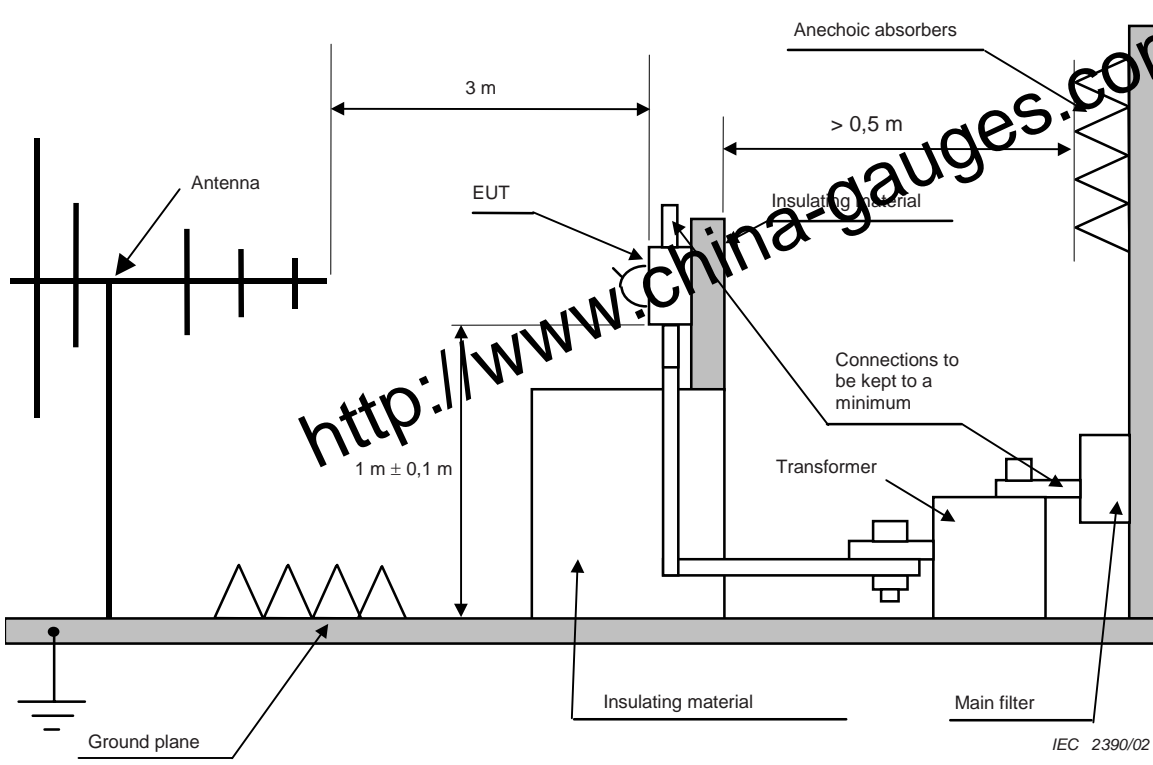 Anechoic absorbers
3 m
> 0,5 m
Antenna
EUT
Insulating material
http://www.china-gauges.com
Connections to
be kept to a
minimum
1 m ± 0,1 m
Transformer
Insulating material
Main filter
Ground plane
IEC 2390/02